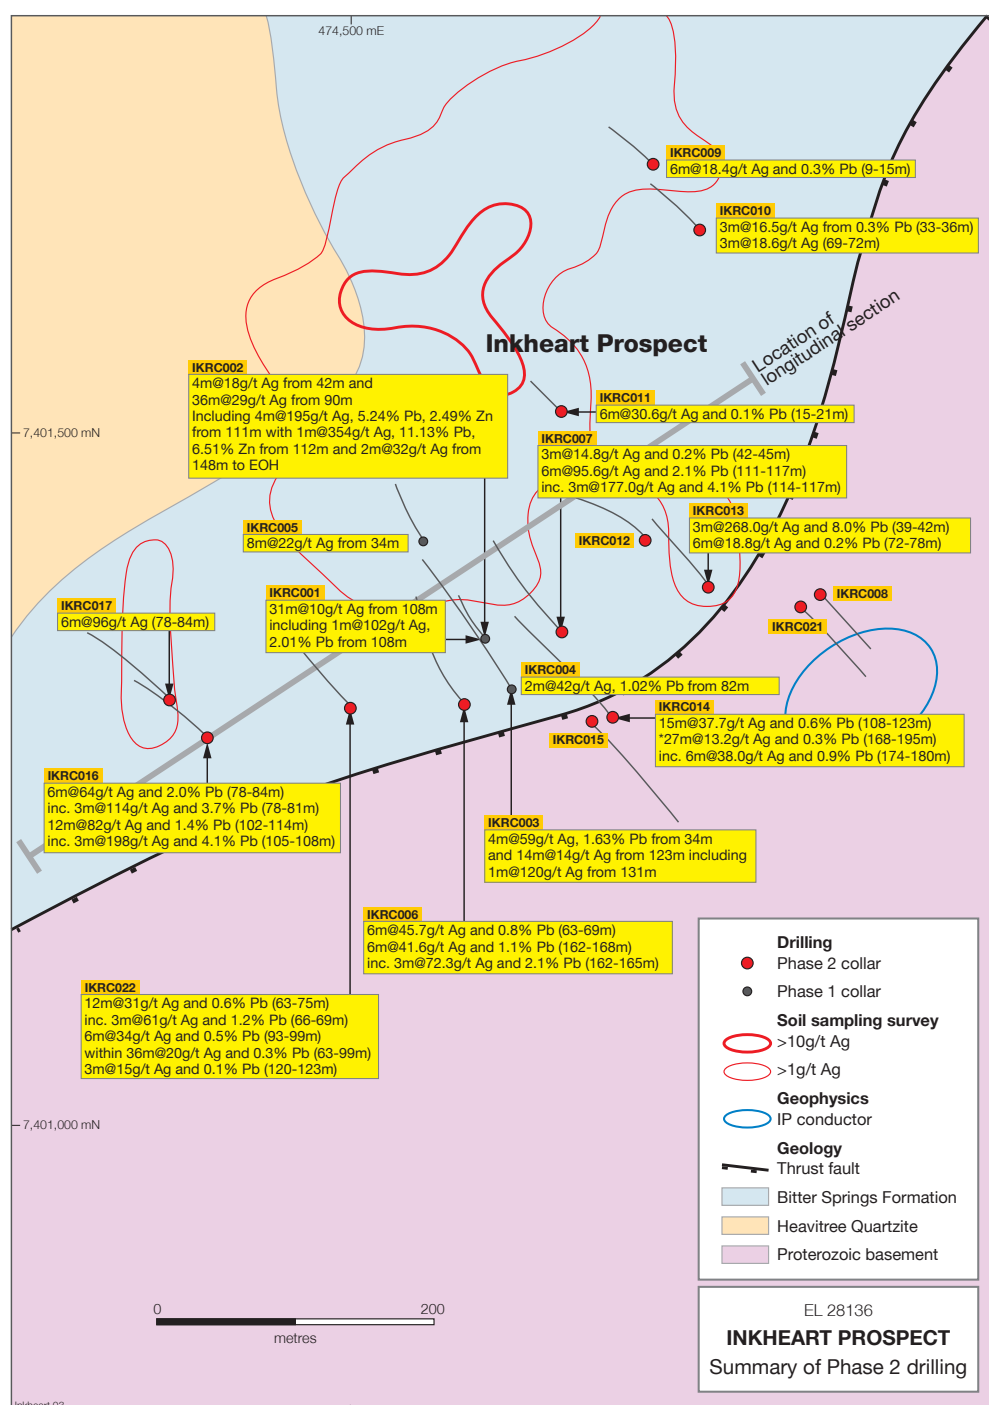 474,500 mE
IKRC009
6m@18.4g/t Ag and 0.3% Pb (9-15m)
IKRC010
3m@16.5g/t Ag from 0.3% Pb (33-36m)
3m@18.6g/t Ag (69-72m)
Location of
longitudinal section
Inkheart Prospect
IKRC002
4m@18g/t Ag from 42m and
36m@29g/t Ag from 90m
Including 4m@195g/t Ag, 5.24% Pb, 2.49% Zn
from 111m with 1m@354g/t Ag, 11.13% Pb,
6.51% Zn from 112m and 2m@32g/t Ag from
148m to EOH
IKRC011
6m@30.6g/t Ag and 0.1% Pb (15-21m)
7,401,500 mN
IKRC007
3m@14.8g/t Ag and 0.2% Pb (42-45m)
6m@95.6g/t Ag and 2.1% Pb (111-117m)
inc. 3m@177.0g/t Ag and 4.1% Pb (114-117m)
IKRC013
3m@268.0g/t Ag and 8.0% Pb (39-42m)
6m@18.8g/t Ag and 0.2% Pb (72-78m)
IKRC005
8m@22g/t Ag from 34m
IKRC012
IKRC001
31m@10g/t Ag from 108m
including 1m@102g/t Ag,
2.01% Pb from 108m
IKRC008
IKRC021
IKRC017
6m@96g/t Ag (78-84m)
IKRC004
2m@42g/t Ag, 1.02% Pb from 82m
IKRC014
15m@37.7g/t Ag and 0.6% Pb (108-123m)
*27m@13.2g/t Ag and 0.3% Pb (168-195m)
inc. 6m@38.0g/t Ag and 0.9% Pb (174-180m)
IKRC015
IKRC016
6m@64g/t Ag and 2.0% Pb (78-84m)
inc. 3m@114g/t Ag and 3.7% Pb (78-81m)
12m@82g/t Ag and 1.4% Pb (102-114m)
inc. 3m@198g/t Ag and 4.1% Pb (105-108m)
IKRC003
4m@59g/t Ag, 1.63% Pb from 34m
and 14m@14g/t Ag from 123m including
1m@120g/t Ag from 131m
IKRC006
6m@45.7g/t Ag and 0.8% Pb (63-69m)
6m@41.6g/t Ag and 1.1% Pb (162-168m)
inc. 3m@72.3g/t Ag and 2.1% Pb (162-165m)
IKRC022
12m@31g/t Ag and 0.6% Pb (63-75m)
inc. 3m@61g/t Ag and 1.2% Pb (66-69m)
6m@34g/t Ag and 0.5% Pb (93-99m)
within 36m@20g/t Ag and 0.3% Pb (63-99m)
3m@15g/t Ag and 0.1% Pb (120-123m)
7,401,000 mN
Drilling
Phase 2 collar
Phase 1 collar
Soil sampling survey
>10g/t Ag
>1g/t Ag
Geophysics
IP conductor
Geology
Thrust fault
Bitter Springs Formation
Heavitree Quartzite
Proterozoic basement
0 200
metres
EL 28136
INKHEART PROSPECT
Summary of Phase 2 drilling